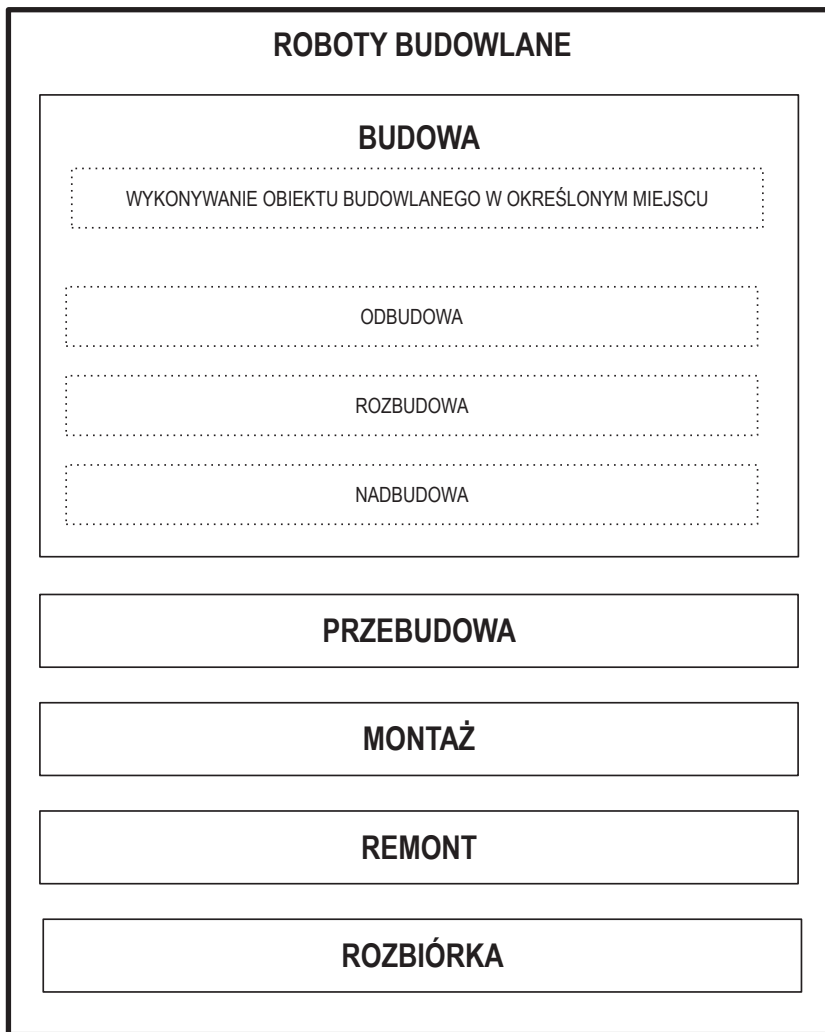 ROBOTY BUDOWLANE
BUDOWA
WYKONYWANIE OBIEKTU BUDOWLANEGO W OKREŚLONYM MIEJSCU
ODBUDOWA
ROZBUDOWA
NADBUDOWA
PRZEBUDOWA
MONTAŻ
REMONT
ROZBIÓRKA